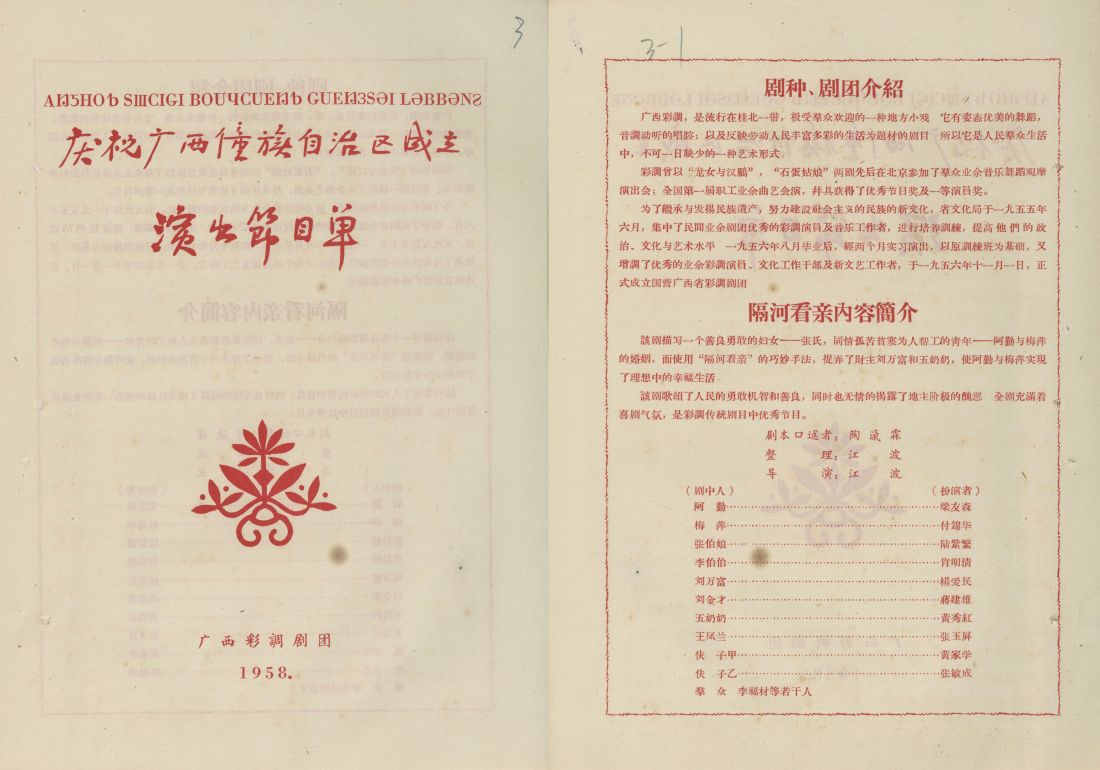 3
AIꞐƷHOЪ SƜCIGI BOUЧCUEIꞐЬ GUEIꞐЗSƏI LƏBBƏNƧ
庆祝广西僮族自治区成立
演出節目单
广西彩調剧团
1958.
3-1
剧种、剧团介紹
广西彩調，是流行在桂北一带，极受羣众欢迎的一种地方小戏　它有姿态优美的舞蹈，
音調动听的唱腔；以及反映劳动人民丰富多彩的生活为题材的剧目　所以它是人民羣众生活
中，不可一日缺少的一种艺术形式。
彩調曾以“龙女与汉鵬”，“石蛋姑娘”两剧先后在北京参加了羣众业余音乐舞蹈观摩
演出会；全国第一届职工业余曲艺会演，幷具获得了优秀节目奖及一等演員奖。
为了繼承与发揚民族遺产，努力建設社会主义的民族的新文化，省文化局于一九五五年
六月，集中了民間业余剧团优秀的彩調演員及音乐工作者，进行培养訓練，提高他們的政
治、文化与艺术水平　一九五六年八月毕业后，經两个月实习演出，以原訓練班为基础，又
增調了优秀的业余彩調演員、文化工作干部及新文艺工作者，于一九五六年十一月一日，正
式成立国营广西省彩調剧团
隔河看亲內容簡介
該剧描写一个善良勇敢的妇女——张氏，同情孤苦貧寒为人帮工的青年——阿勤与梅萍
的婚姻，而使用“隔河看亲”的巧妙手法，捉弄了財主刘万富和五奶奶，使阿勤与梅萍实现
了理想中的幸福生活
該剧歌頌了人民的勇敢机智和善良，同时也无情的揭露了地主阶級的醜恶　全剧充滿着
喜剧气氛，是彩調传統剧目中优秀节目。
剧本口述者：陶　霖
整　　理：江　波
导　　演：江　波
（剧中人）　（扮演者）
阿　勤……………………梁友森
梅　萍……………………付錦华
张伯娘……………………陆紫繁
李伯伯……………………肖明清
刘万富……………………楊爱民
刘金才……………………蔣建雄
五奶奶……………………黄秀紅
王凤兰……………………张玉屏
伕　子甲……………………黄家学
伕　子乙……………………张敏成
羣　众　李福材等若干人